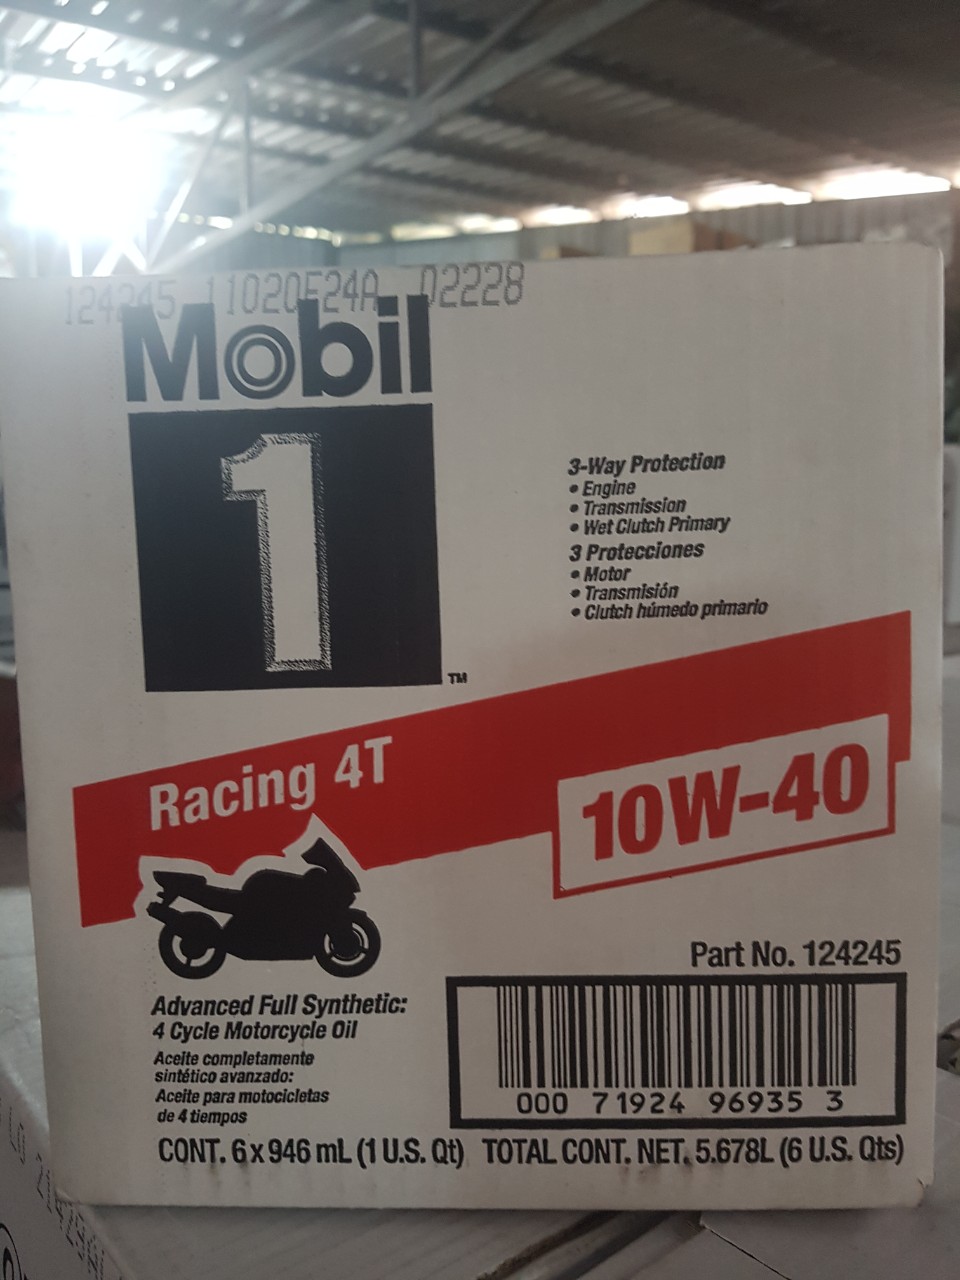 124245 11020E24A 02228
Mobil
1
TM
3-Way Protection
• Engine
• Transmission
• Wet Clutch Primary
3 Protecciones
• Motor
• Transmisión
• Clutch húmedo primario
Racing 4T
10W-40
Part No. 124245
Advanced Full Synthetic:
4 Cycle Motorcycle Oil
Aceite completamente
sintético avanzado:
Aceite para motocicletas
de 4 tiempos
000 71924 96935 3
CONT. 6 x 946 mL (1 U.S. Qt) TOTAL CONT. NET. 5.678L (6 U.S. Qts)